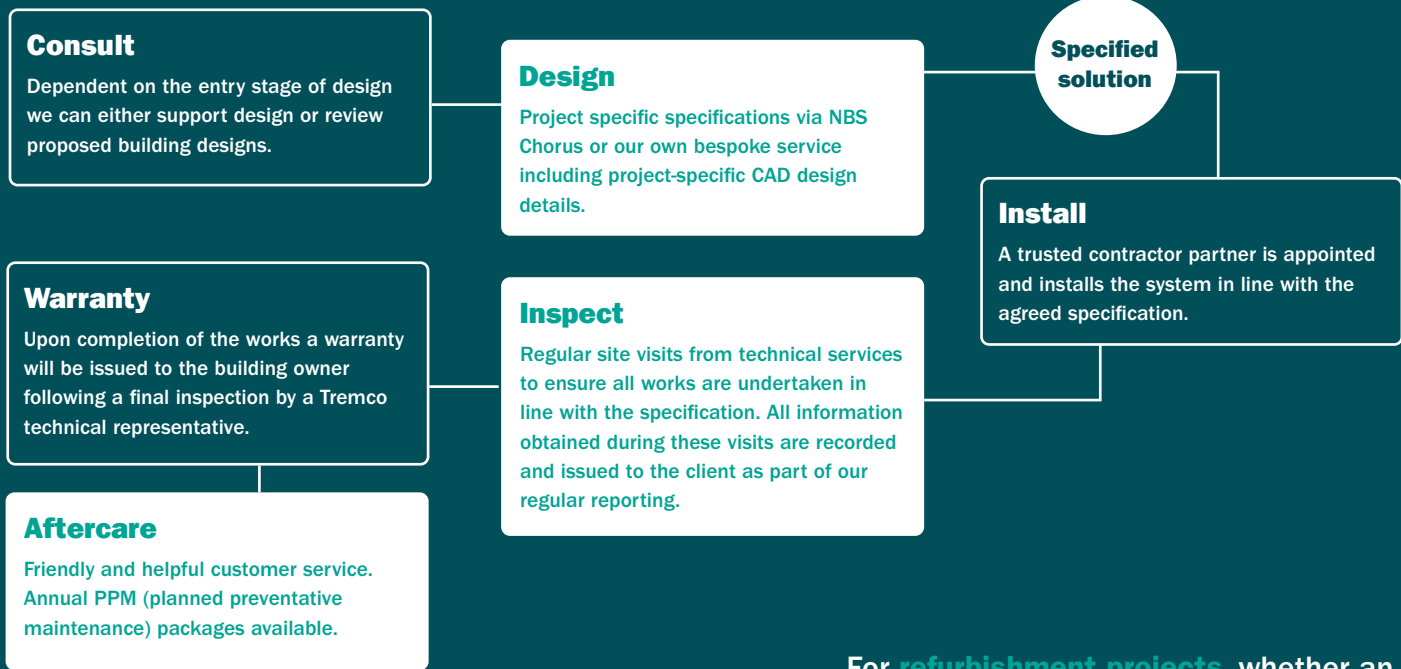 Consult
Dependent on the entry stage of design
we can either support design or review
proposed building designs.
Design
Project specific specifications via NBS
Chorus or our own bespoke service
including project-specific CAD design
details.
Specified
solution
Install
A trusted contractor partner is appointed
and installs the system in line with the
agreed specification.
Inspect
Regular site visits from technical services
to ensure all works are undertaken in
line with the specification. All information
obtained during these visits are recorded
and issued to the client as part of our
regular reporting.
Warranty
Upon completion of the works a warranty
will be issued to the building owner
following a final inspection by a Tremco
technical representative.
Aftercare
Friendly and helpful customer service.
Annual PPM (planned preventative
maintenance) packages available.
For refurbishment projects, whether an